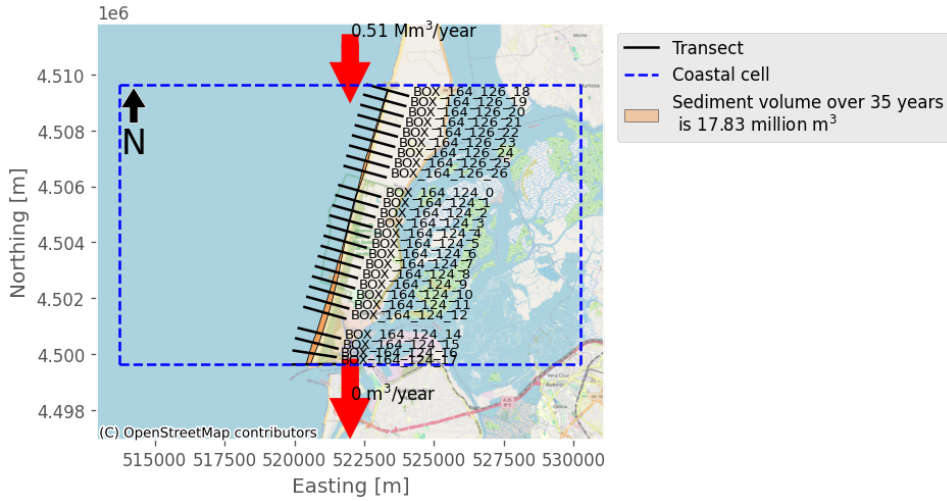 1e6
0.51 Mm³/year
Transect
Coastal cell
Sediment volume over 35 years
is 17.83 million m³
N
BOX_164_126_18
BOX_164_126_19
BOX_164_126_20
BOX_164_126_21
BOX_164_126_22
BOX_164_126_23
BOX_164_126_24
BOX_164_126_25
BOX_164_126_26
BOX_164_124_0
BOX_164_124_1
BOX_164_124_2
BOX_164_124_3
BOX_164_124_4
BOX_164_124_5
BOX_164_124_6
BOX_164_124_7
BOX_164_124_8
BOX_164_124_9
BOX_164_124_10
BOX_164_124_11
BOX_164_124_12
BOX_164_124_14
BOX_164_124_15
BOX_164_124_16
BOX_164_124_17
0 m³/year
4.510
4.508
4.506
4.504
4.502
4.500
4.498
Northing [m]
(C) OpenStreetMap contributors
515000 517500 520000 522500 525000 527500 530000
Easting [m]